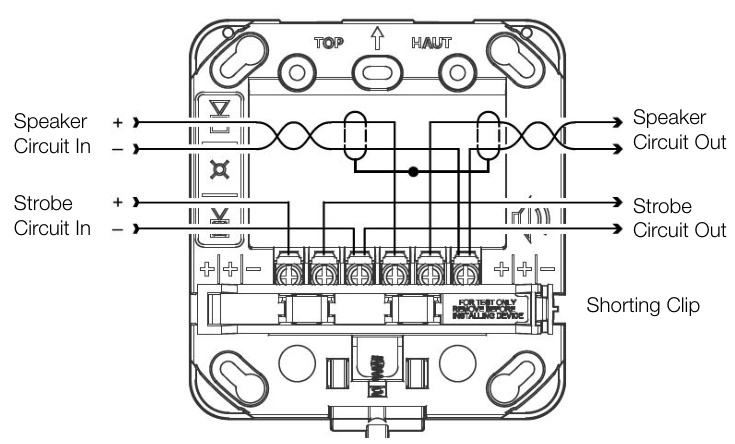 TOP HAUT
Speaker
Circuit In
+
–
Speaker
Circuit Out
Strobe
Circuit In
+
–
Strobe
Circuit Out
+ + – + + –
FOR TEST ONLY
REMOVE BEFORE
INSTALLING DEVICE
Shorting Clip